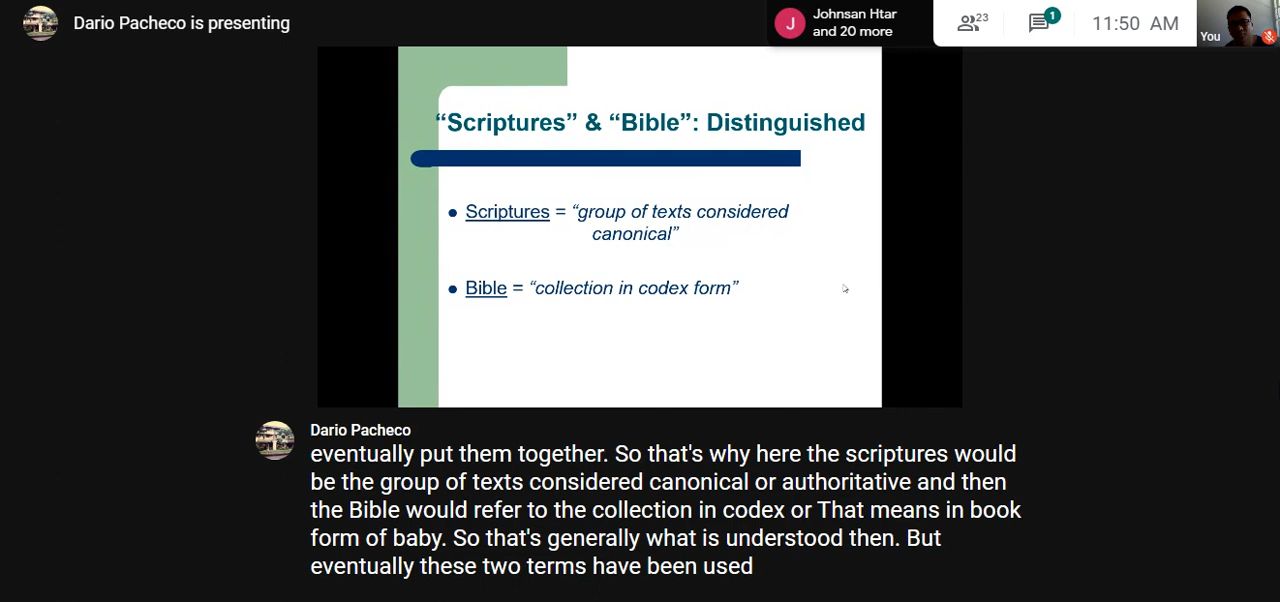 Dario Pacheco is presenting
J
Johnsan Htar
and 20 more
23
1
11:50 AM
You
“Scriptures” & “Bible”: Distinguished
● Scriptures = “group of texts considered
canonical”
● Bible = “collection in codex form”
Dario Pacheco
eventually put them together. So that's why here the scriptures would
be the group of texts considered canonical or authoritative and then
the Bible would refer to the collection in codex or That means in book
form of baby. So that's generally what is understood then. But
eventually these two terms have been used